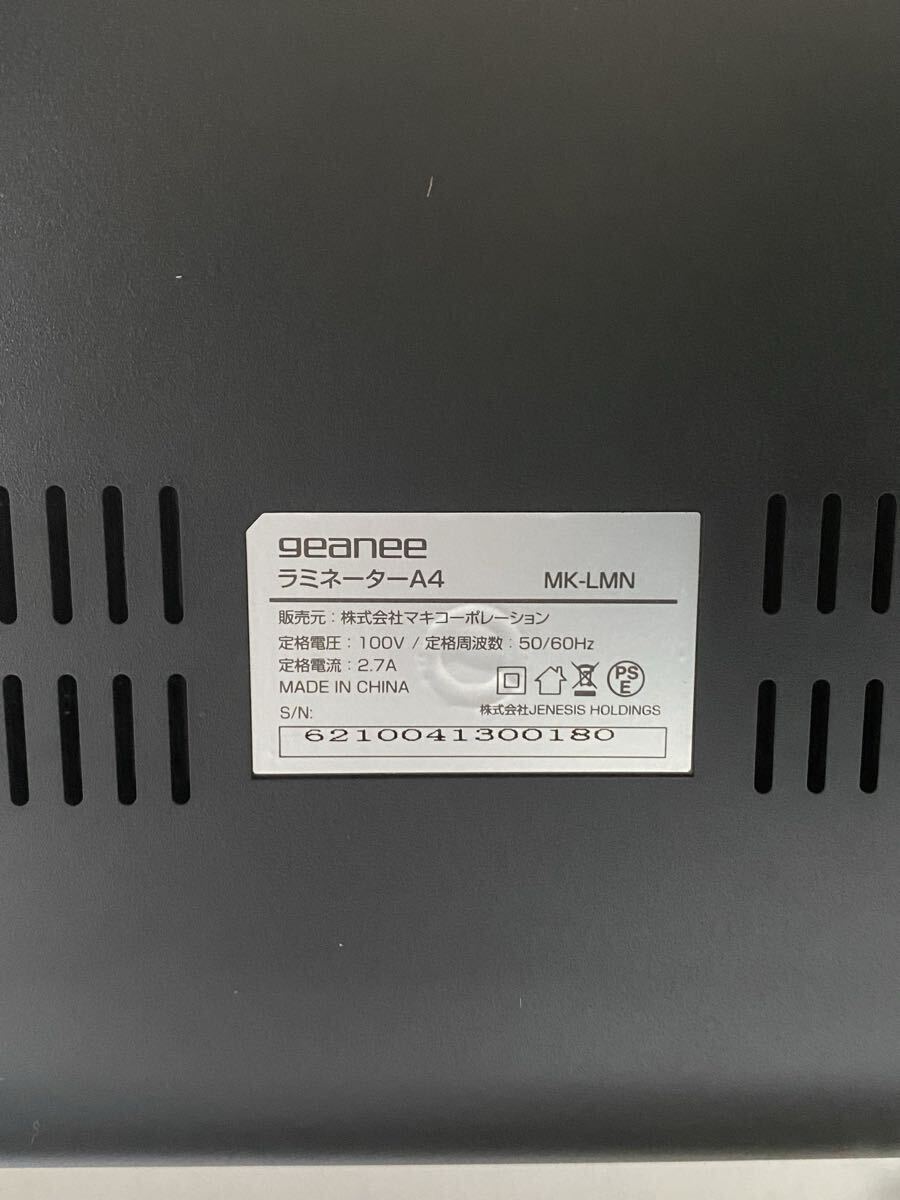 geanee
ラミネーターA4 MK-LMN
販売元：株式会社マキコーポレーション
定格電圧：100V / 定格周波数：50/60Hz
定格電流：2.7A
MADE IN CHINA
PS
E
S/N:
株式会社JENESIS HOLDINGS
6210041300180